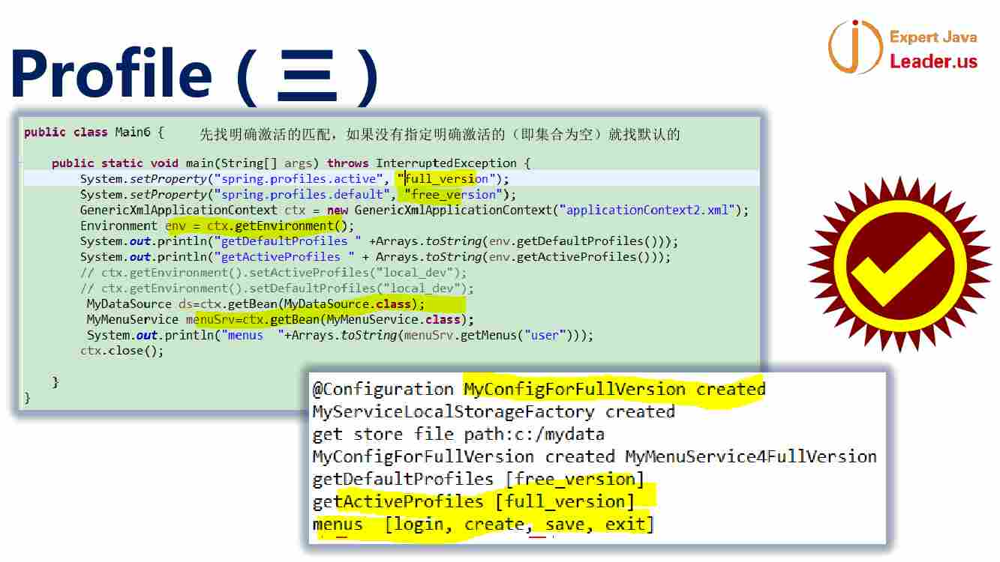 Expert Java
Leader.us
Profile（三）
public class Main6 {    先找明确激活的匹配，如果没有指定明确激活的（即集合为空）就找默认的
public static void main(String[] args) throws InterruptedException {
System.setProperty("spring.profiles.active", "full_version");
System.setProperty("spring.profiles.default", "free_version");
GenericXmlApplicationContext ctx = new GenericXmlApplicationContext("applicationContext2.xml");
Environment env = ctx.getEnvironment();
System.out.println("getDefaultProfiles " +Arrays.toString(env.getDefaultProfiles()));
System.out.println("getActiveProfiles " + Arrays.toString(env.getActiveProfiles()));
// ctx.getEnvironment().setActiveProfiles("local_dev");
// ctx.getEnvironment().setDefaultProfiles("local_dev");
MyDataSource ds=ctx.getBean(MyDataSource.class);
MyMenuService menuSrv=ctx.getBean(MyMenuService.class);
System.out.println("menus  "+Arrays.toString(menuSrv.getMenus("user")));
ctx.close();
}
}
@Configuration MyConfigForFullVersion created
MyServiceLocalStorageFactory created
get store file path:c:/mydata
MyConfigForFullVersion created MyMenuService4FullVersion
getDefaultProfiles [free_version]
getActiveProfiles [full_version]
menus  [login, create, save, exit]